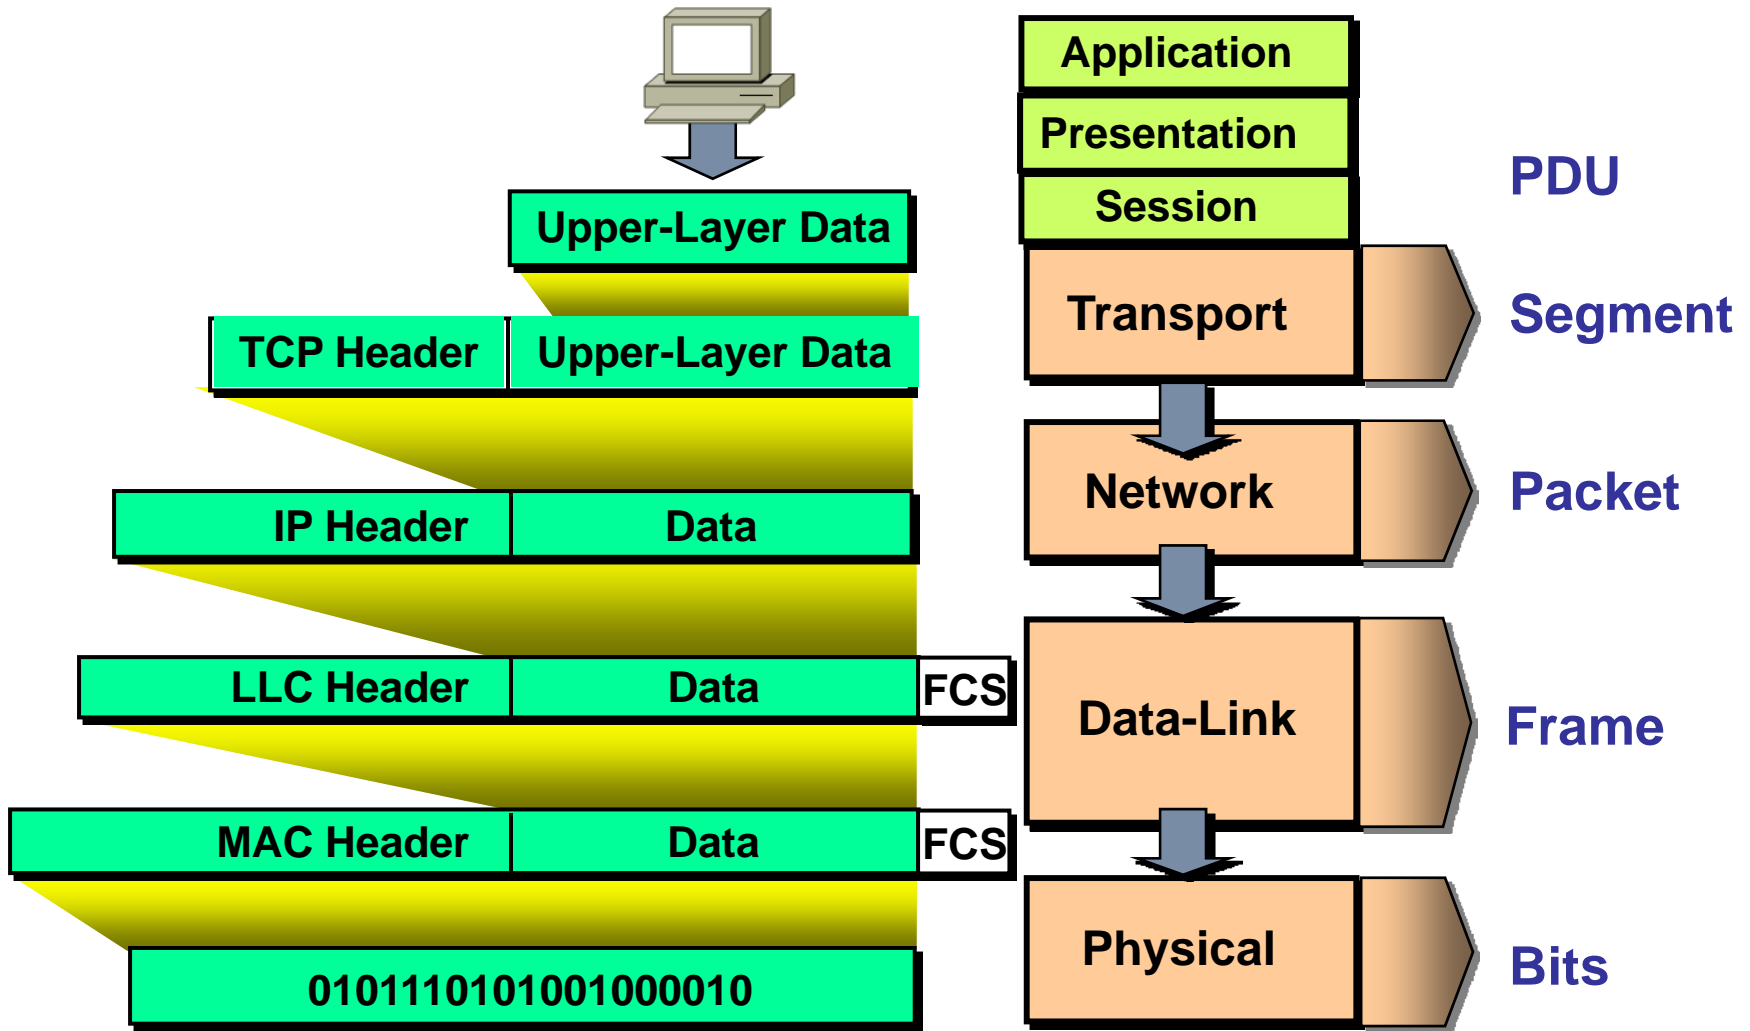 Application
Presentation
PDU
Session
Upper-Layer Data
TCP Header Upper-Layer Data
Transport
Segment
IP Header Data
Network
Packet
LLC Header Data FCS
Data-Link
Frame
MAC Header Data FCS
Physical
Bits
0101110101001000010